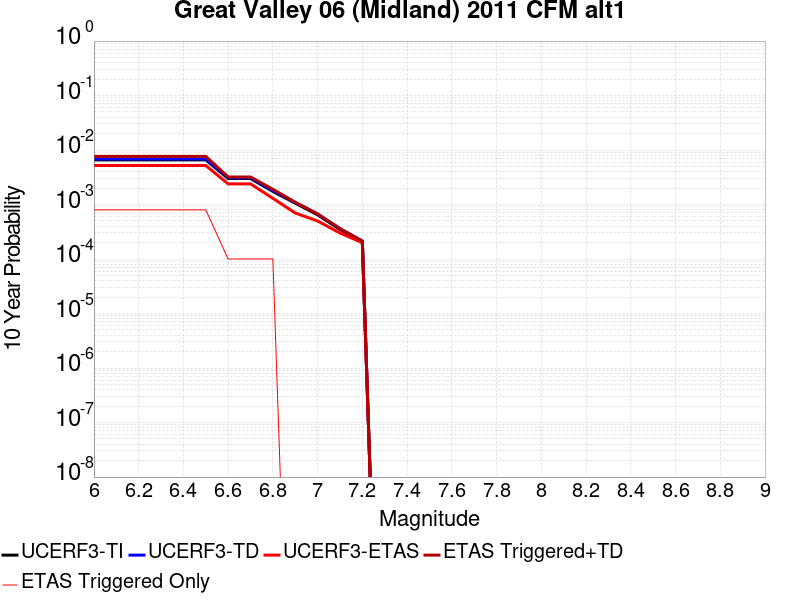 Great Valley 06 (Midland) 2011 CFM alt1
10 0
10 -1
10 -2
10 -3
10 -4
10 -5
10 -6
10 -7
10 -8
10 Year Probability
6 6.2 6.4 6.6 6.8 7 7.2 7.4 7.6 7.8 8 8.2 8.4 8.6 8.8 9
Magnitude
UCERF3-TI UCERF3-TD UCERF3-ETAS ETAS Triggered+TD
ETAS Triggered Only